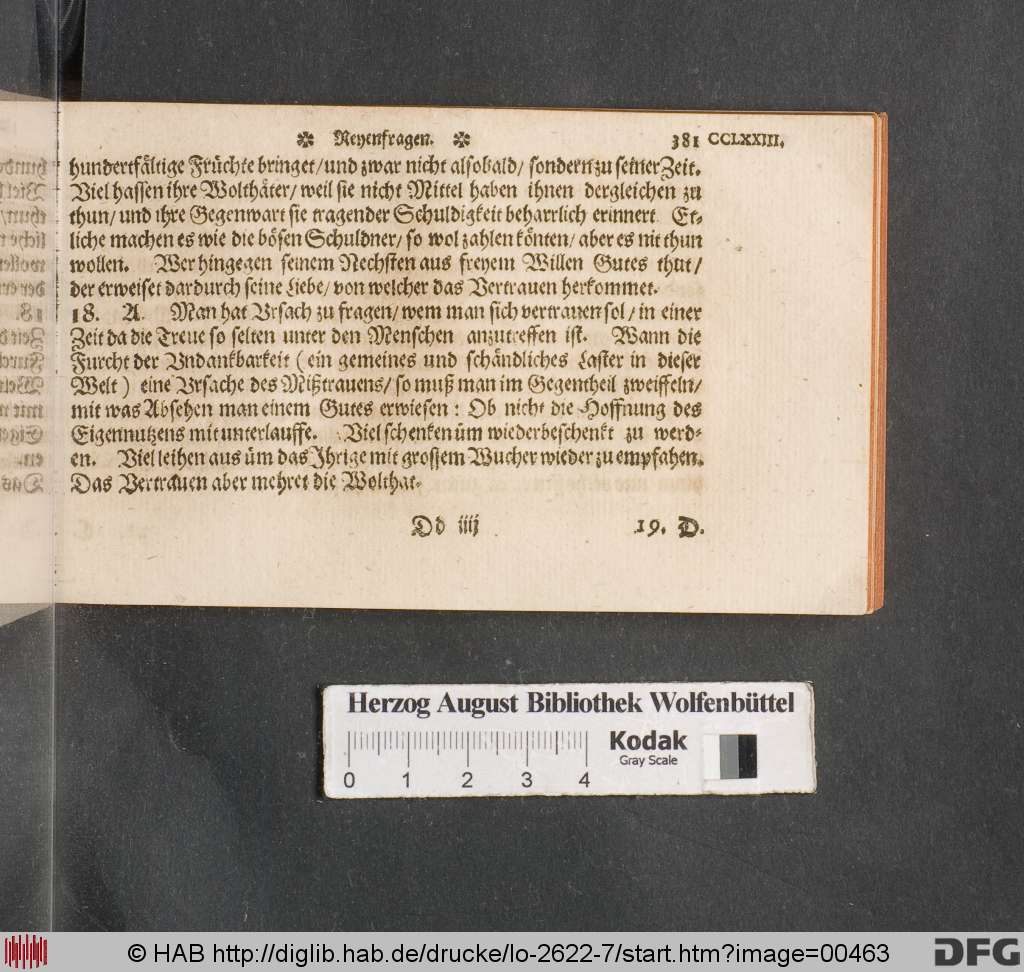 ✽ Reyenfragen. ✽ 381 CCLXXIII.
hundertfältige Früchte bringet/ und zwar nicht alsobald/ sondern zu seiner Zeit.
Viel hassen ihre Wolthäter/ weil sie nicht Mittel haben ihnen dergleichen zu
thun/ und ihre Gegenwart sie tragender Schuldigkeit beharrlich erinnert. Et-
liche machen es wie die bösen Schuldner/ so wol zahlen könten/ aber es nit thun
wollen. Wer hingegen seinem Nechsten aus freyem Willen Gutes thut/
der erweiset dardurch seine Liebe/ von welcher das Vertrauen herkommet.
18. A. Man hat Vrsach zu fragen/ wem man sich vertrauen sol/ in einer
Zeit da die Treue so selten unter den Menschen anzutreffen ist. Wann die
Furcht der Vndankbarkeit (ein gemeines und schändliches Laster in dieser
Welt) eine Vrsache des Mißtrauens/ so muß man im Gegentheil zweiffeln/
mit was Absehen man einem Gutes erwiesen: Ob nicht die Hoffnung des
Eigennutzens mit unterlauffe. Viel schenken üm wiederbeschenkt zu werd-
en. Viel leihen aus üm das Ihrige mit grossem Wucher wieder zu empfahen.
Das Vertrauen aber mehret die Wolthat.
Dd iiij 19. D.
Herzog August Bibliothek Wolfenbüttel
0 1 2 3 4
Kodak
Gray Scale
© HAB http://diglib.hab.de/drucke/lo-2622-7/start.htm?image=00463
DFG